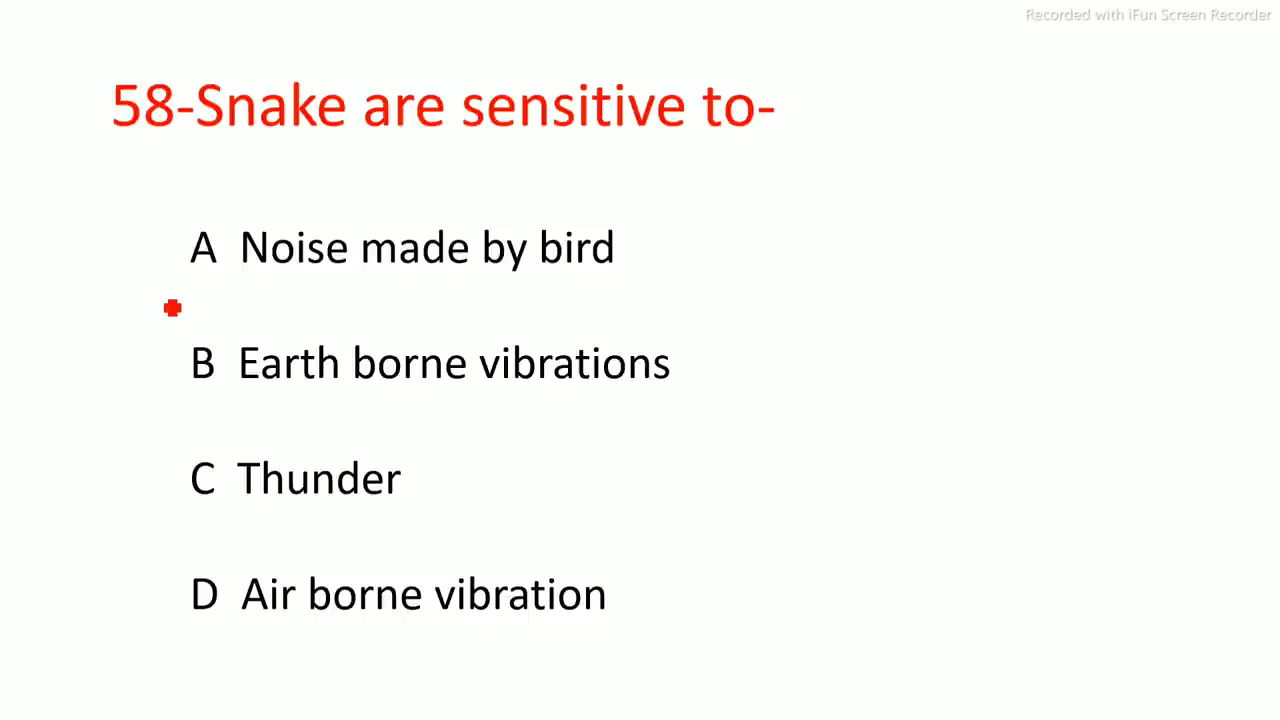 Recorded with iFun Screen Recorder
58-Snake are sensitive to-
A Noise made by bird
B Earth borne vibrations
C Thunder
D Air borne vibration